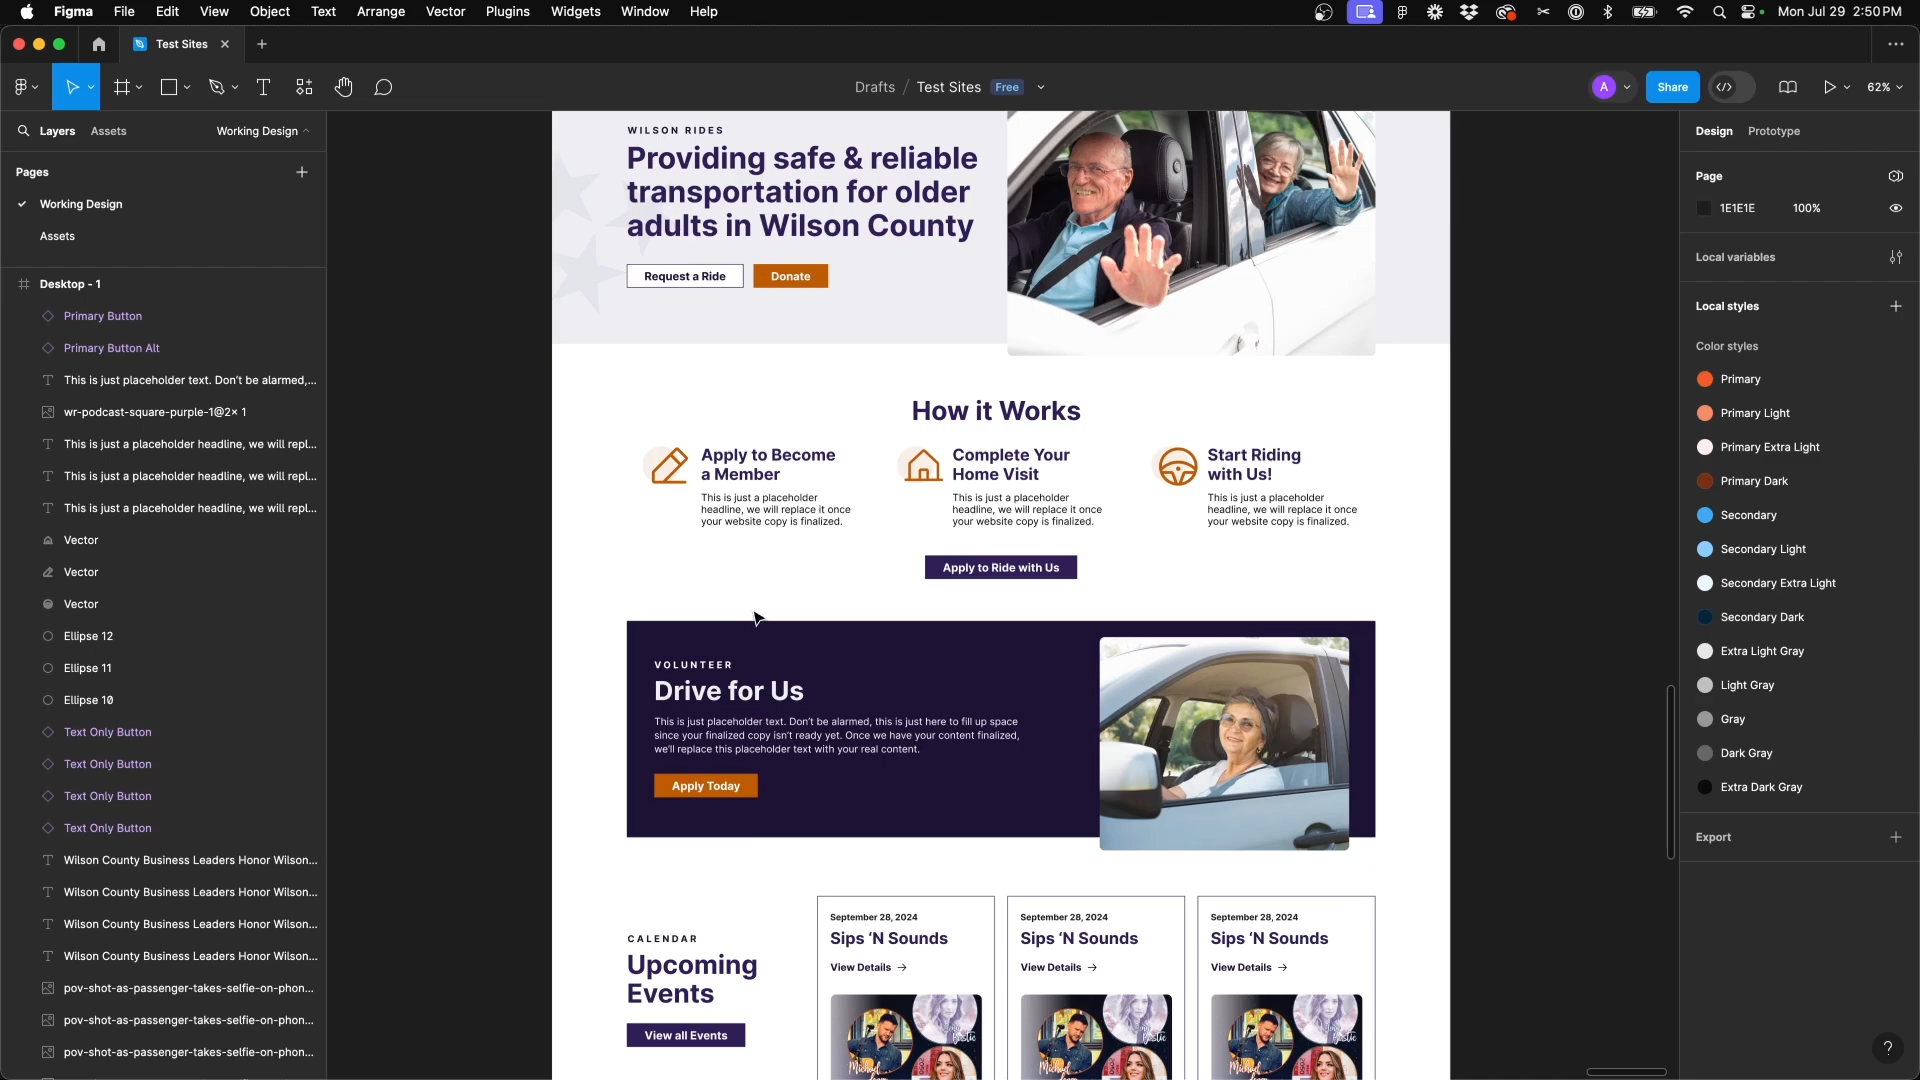 Figma File Edit View Object Text Arrange Vector Plugins Widgets Window Help Mon Jul 29 2:50 PM
Test Sites
Drafts / Test Sites Free
A Share 62%
Layers Assets Working Design
Pages
Working Design
Assets
Desktop - 1
Primary Button
Primary Button Alt
This is just placeholder text. Don't be alarmed,...
wr-podcast-square-purple-1@2x 1
This is just a placeholder headline, we will repl...
This is just a placeholder headline, we will repl...
This is just a placeholder headline, we will repl...
Vector
Vector
Vector
Ellipse 12
Ellipse 11
Ellipse 10
Text Only Button
Text Only Button
Text Only Button
Text Only Button
Wilson County Business Leaders Honor Wilson...
Wilson County Business Leaders Honor Wilson...
Wilson County Business Leaders Honor Wilson...
Wilson County Business Leaders Honor Wilson...
pov-shot-as-passenger-takes-selfie-on-phon...
pov-shot-as-passenger-takes-selfie-on-phon...
pov-shot-as-passenger-takes-selfie-on-phon...
WILSON RIDES
Providing safe & reliable
transportation for older
adults in Wilson County
Request a Ride Donate
How it Works
Apply to Become
a Member
This is just a placeholder
headline, we will replace it once
your website copy is finalized.
Complete Your
Home Visit
This is just a placeholder
headline, we will replace it once
your website copy is finalized.
Start Riding
with Us!
This is just a placeholder
headline, we will replace it once
your website copy is finalized.
Apply to Ride with Us
VOLUNTEER
Drive for Us
This is just placeholder text. Don't be alarmed, this is just here to fill up space
since your finalized copy isn't ready yet. Once we have your content finalized,
we'll replace this placeholder text with your real content.
Apply Today
CALENDAR
Upcoming
Events
View all Events
September 28, 2024
Sips 'N Sounds
View Details →
September 28, 2024
Sips 'N Sounds
View Details →
September 28, 2024
Sips 'N Sounds
View Details →
Design Prototype
Page
1E1E1E 100%
Local variables
Local styles
Color styles
Primary
Primary Light
Primary Extra Light
Primary Dark
Secondary
Secondary Light
Secondary Extra Light
Secondary Dark
Extra Light Gray
Light Gray
Gray
Dark Gray
Extra Dark Gray
Export
?